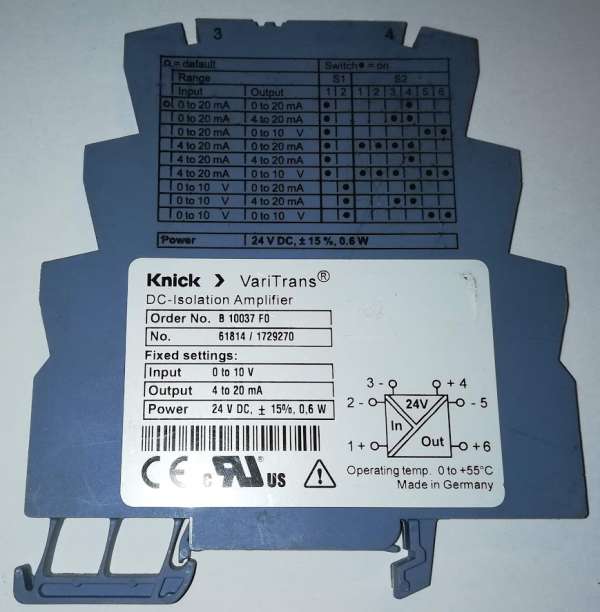 3 4
= default Switch ● = on
Range S1 S2
Input Output 1 2 1 2 3 4 5 6
0 to 20 mA 0 to 20 mA ● ●
0 to 20 mA 4 to 20 mA ● ● ●
0 to 20 mA 0 to 10 V ● ● ●
4 to 20 mA 0 to 20 mA ● ● ● ● ●
4 to 20 mA 4 to 20 mA ● ●
4 to 20 mA 0 to 10 V ● ● ● ● ● ●
0 to 10 V 0 to 20 mA ● ●
0 to 10 V 4 to 20 mA ● ● ●
0 to 10 V 0 to 10 V ● ● ●
Power 24 V DC, ± 15 %, 0.6 W
Knick > VariTrans®
DC-Isolation Amplifier
Order No. B 10037 F0
No. 61814 / 1729270
Fixed settings:
Input 0 to 10 V
Output 4 to 20 mA
Power 24 V DC, ± 15%, 0,6 W
3 - + 4
2 - 24V - 5
In
1 + Out + 6
CE c RU US
Operating temp. 0 to +55°C
Made in Germany